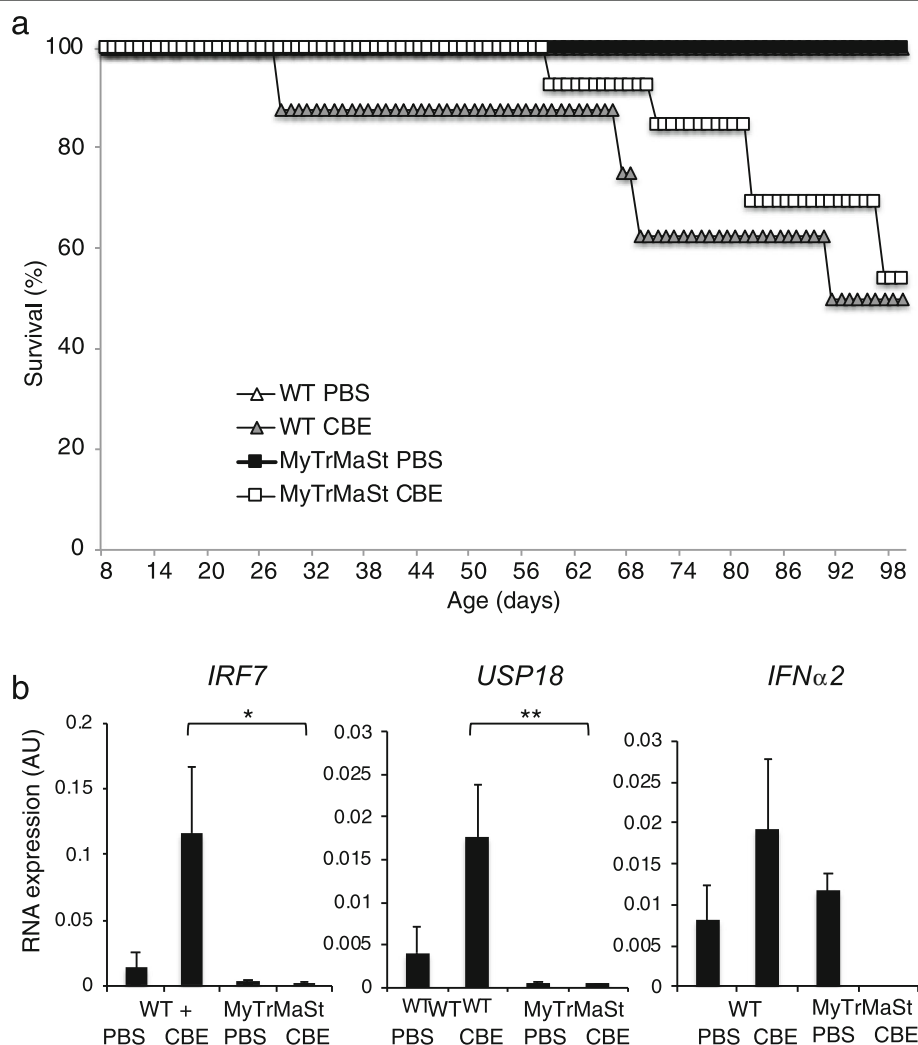 a
100
80
60
40
20
0
Survival (%)
WT PBS
WT CBE
MyTrMaSt PBS
MyTrMaSt CBE
8 14 20 26 32 38 44 50 56 62 68 74 80 86 92 98
Age (days)
b
IRF7 USP18 IFNα2
RNA expression (AU)
0.2
0.15
0.1
0.05
0
*
WT + MyTrMaSt
PBS CBE PBS CBE
0.03
0.025
0.02
0.015
0.01
0.005
0
**
WT WT WT MyTrMaSt
PBS CBE PBS CBE
0.03
0.025
0.02
0.015
0.01
0.005
0
WT MyTrMaSt
PBS CBE PBS CBE